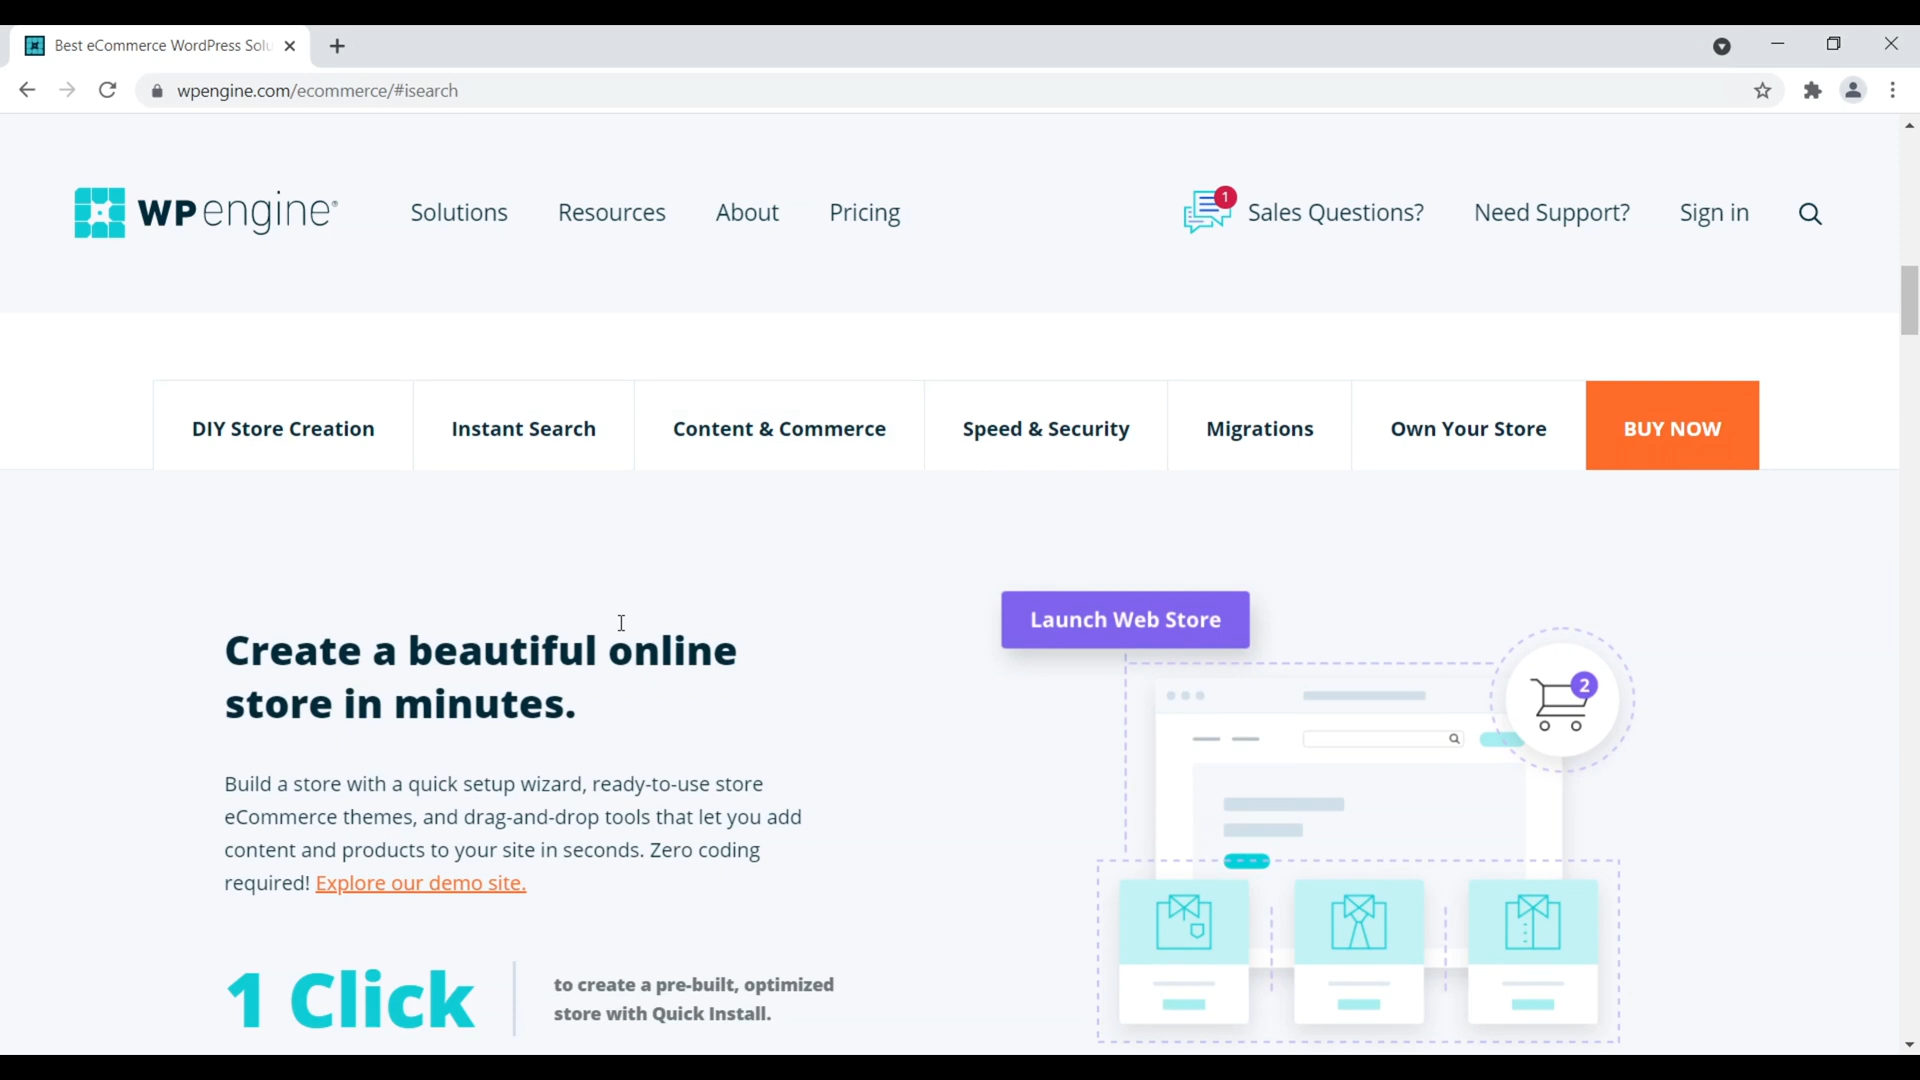 Best eCommerce WordPress Solu
wpengine.com/ecommerce/#isearch
WP engine®
Solutions
Resources
About
Pricing
1
Sales Questions?
Need Support?
Sign in
DIY Store Creation
Instant Search
Content & Commerce
Speed & Security
Migrations
Own Your Store
BUY NOW
Create a beautiful online
store in minutes.
Build a store with a quick setup wizard, ready-to-use store
eCommerce themes, and drag-and-drop tools that let you add
content and products to your site in seconds. Zero coding
required! Explore our demo site.
1 Click
to create a pre-built, optimized
store with Quick Install.
Launch Web Store
2